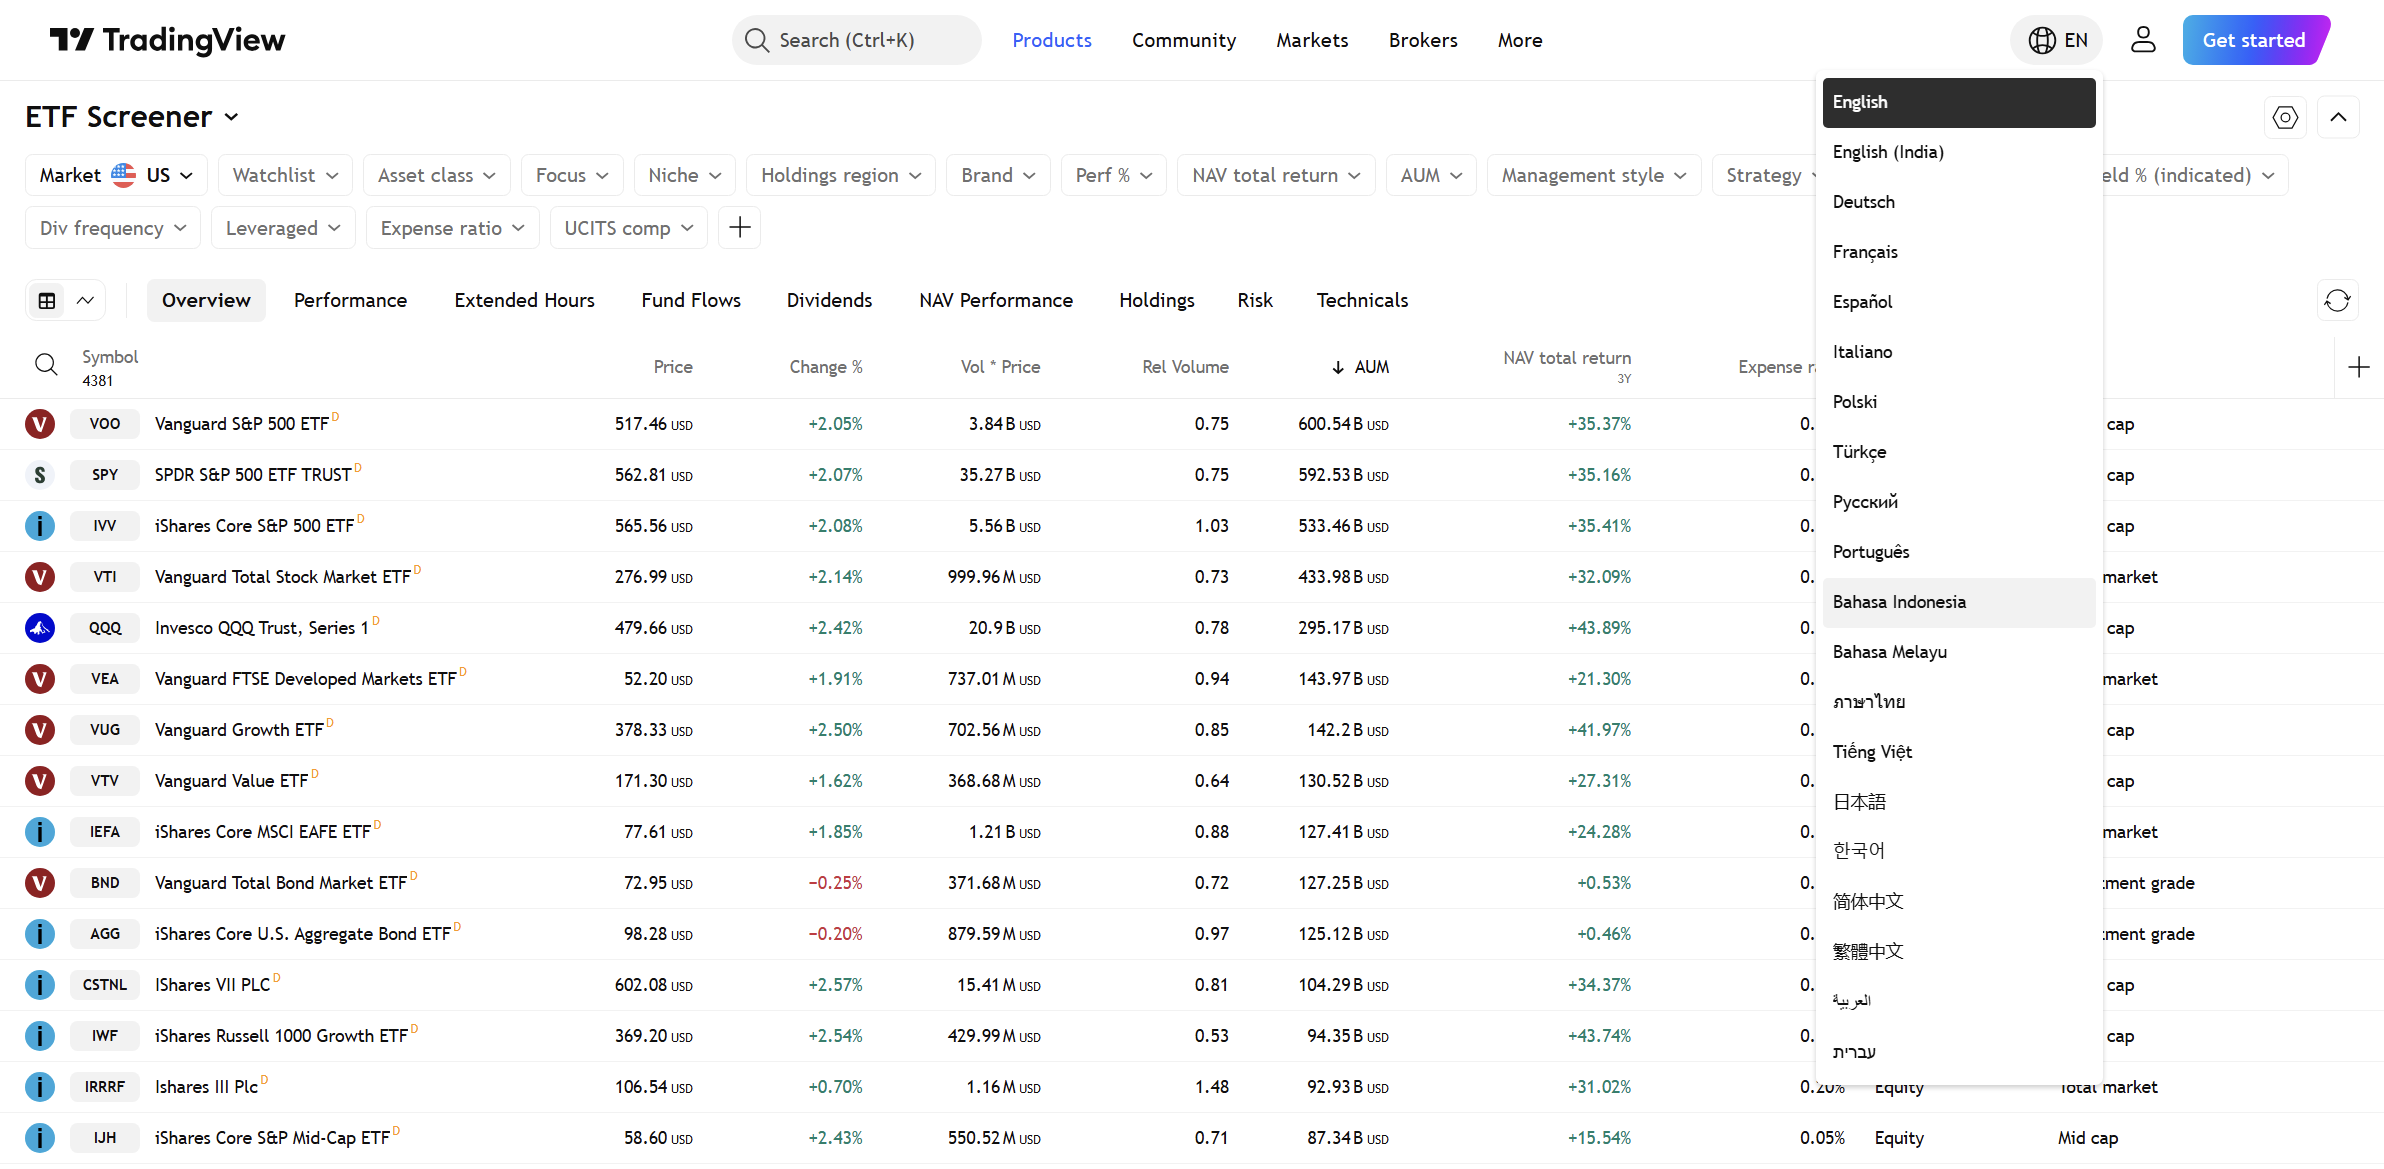 TradingView
Search (Ctrl+K)
Products
Community
Markets
Brokers
More
EN
Get started
ETF Screener
Market US
Watchlist
Asset class
Focus
Niche
Holdings region
Brand
Perf %
NAV total return
AUM
Management style
Strategy
eld % (indicated)
Div frequency
Leveraged
Expense ratio
UCITS comp
Overview
Performance
Extended Hours
Fund Flows
Dividends
NAV Performance
Holdings
Risk
Technicals
Symbol
4381
Price
Change %
Vol * Price
Rel Volume
AUM
NAV total return
3Y
Expense
V VOO Vanguard S&P 500 ETF D 517.46 USD +2.05% 3.84 B USD 0.75 600.54 B USD +35.37% 0. cap
S SPY SPDR S&P 500 ETF TRUST D 562.81 USD +2.07% 35.27 B USD 0.75 592.53 B USD +35.16% 0. cap
i IVV iShares Core S&P 500 ETF D 565.56 USD +2.08% 5.56 B USD 1.03 533.46 B USD +35.41% 0. cap
V VTI Vanguard Total Stock Market ETF D 276.99 USD +2.14% 999.96 M USD 0.73 433.98 B USD +32.09% 0. market
QQQ Invesco QQQ Trust, Series 1 D 479.66 USD +2.42% 20.9 B USD 0.78 295.17 B USD +43.89% 0. cap
V VEA Vanguard FTSE Developed Markets ETF D 52.20 USD +1.91% 737.01 M USD 0.94 143.97 B USD +21.30% 0. market
V VUG Vanguard Growth ETF D 378.33 USD +2.50% 702.56 M USD 0.85 142.2 B USD +41.97% 0. cap
V VTV Vanguard Value ETF D 171.30 USD +1.62% 368.68 M USD 0.64 130.52 B USD +27.31% 0. cap
i IEFA iShares Core MSCI EAFE ETF D 77.61 USD +1.85% 1.21 B USD 0.88 127.41 B USD +24.28% 0. market
V BND Vanguard Total Bond Market ETF D 72.95 USD −0.25% 371.68 M USD 0.72 127.25 B USD +0.53% 0. tment grade
i AGG iShares Core U.S. Aggregate Bond ETF D 98.28 USD −0.20% 879.59 M USD 0.97 125.12 B USD +0.46% 0. tment grade
i CSTNL IShares VII PLC D 602.08 USD +2.57% 15.41 M USD 0.81 104.29 B USD +34.37% 0. cap
i IWF iShares Russell 1000 Growth ETF D 369.20 USD +2.54% 429.99 M USD 0.53 94.35 B USD +43.74% 0. cap
i IRRRF Ishares III Plc D 106.54 USD +0.70% 1.16 M USD 1.48 92.93 B USD +31.02% 0.20% Equity Total market
i IJH iShares Core S&P Mid-Cap ETF D 58.60 USD +2.43% 550.52 M USD 0.71 87.34 B USD +15.54% 0.05% Equity Mid cap
English
English (India)
Deutsch
Français
Español
Italiano
Polski
Türkçe
Русский
Português
Bahasa Indonesia
Bahasa Melayu
ภาษาไทย
Tiếng Việt
日本語
한국어
简体中文
繁體中文
العربية
עברית